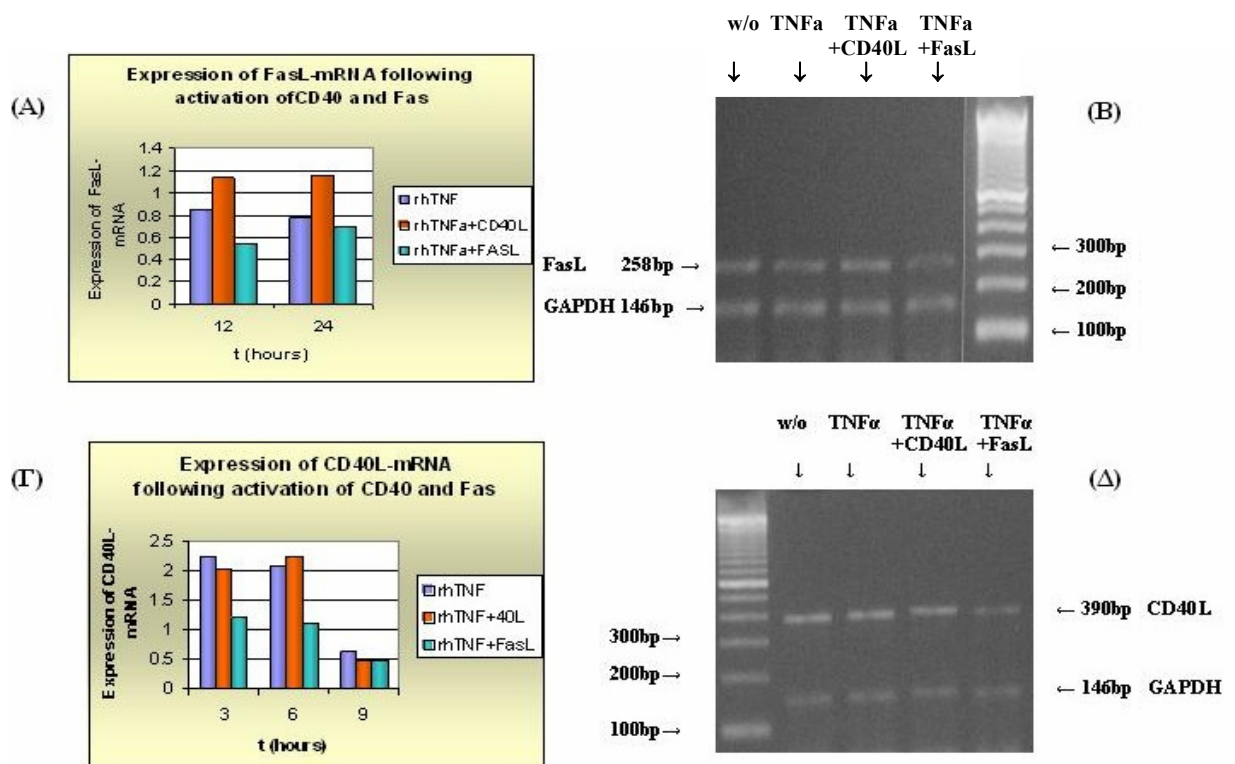 (A)
Expression of FasL-mRNA following
activation ofCD40 and Fas
Expression of FasL-
mRNA
1.4
1.2
1
0.8
0.6
0.4
0.2
0
12
24
t (hours)
rhTNF
rhTNFa+CD40L
rhTNFa+FASL
w/o TNFa TNFa TNFa
+CD40L +FasL
↓ ↓ ↓ ↓
(B)
FasL 258bp →
GAPDH 146bp →
← 300bp
← 200bp
← 100bp
(Γ)
Expression of CD40L-mRNA
following activation of CD40 and Fas
Expression of CD40L-
mRNA
2.5
2
1.5
1
0.5
0
3
6
9
t (hours)
rhTNF
rhTNF+40L
rhTNF+FasL
w/o TNFα TNFα TNFα
+CD40L +FasL
↓ ↓ ↓ ↓
(Δ)
300bp→
200bp→
100bp→
← 390bp CD40L
← 146bp GAPDH